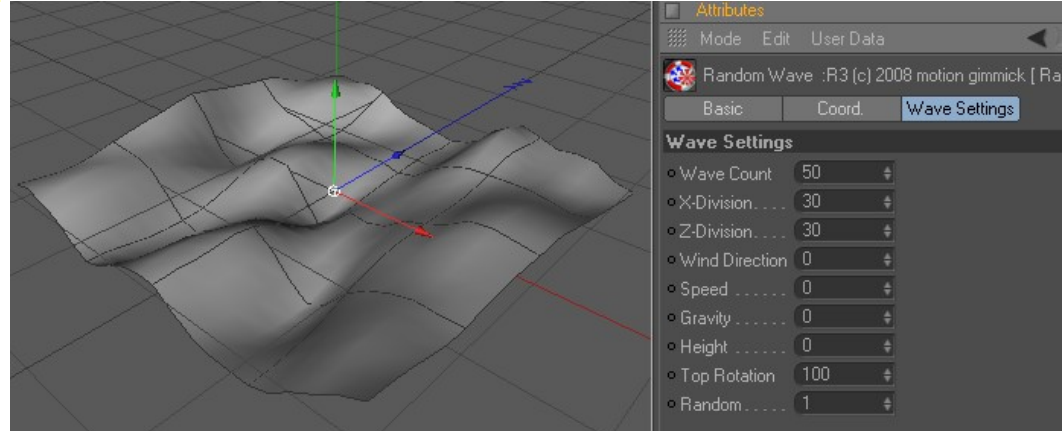 Attributes
Mode Edit User Data
Random Wave :R3 (c) 2008 motion gimmick [ Ra
Basic Coord. Wave Settings
Wave Settings
Wave Count 50
X-Division.... 30
Z-Division.... 30
Wind Direction 0
Speed ...... 0
Gravity ...... 0
Height ...... 0
Top Rotation 100
Random..... 1